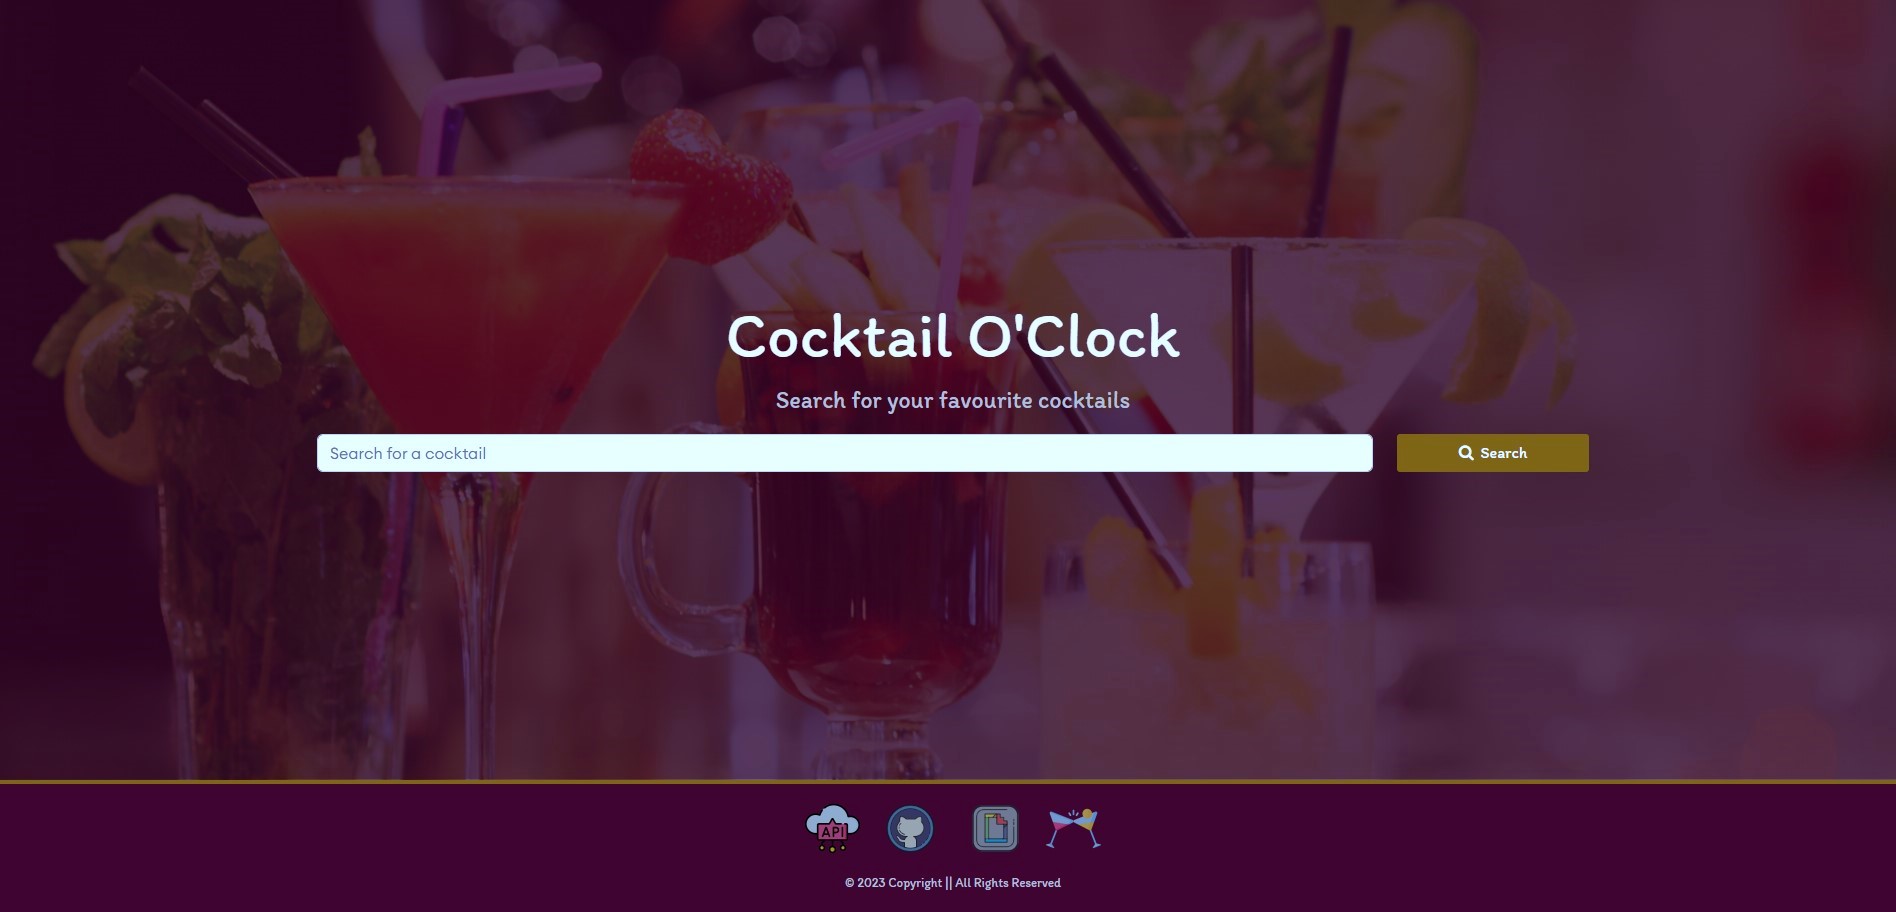 Cocktail O'Clock
Search for your favourite cocktails
Search for a cocktail
Search
API
© 2023 Copyright || All Rights Reserved